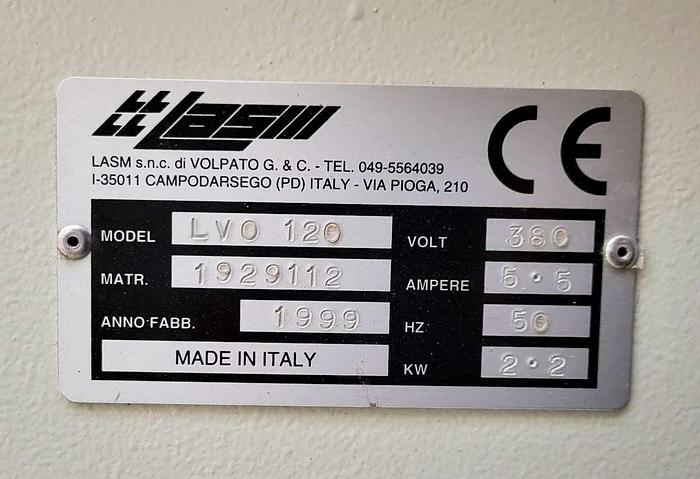 Lasm
CE
LASM s.n.c. di VOLPATO G. & C. - TEL. 049-5564039
I-35011 CAMPODARSEGO (PD) ITALY - VIA PIOGA, 210
MODEL LVO 120
MATR. 1929112
ANNO FABB. 1999
MADE IN ITALY
VOLT 380
AMPERE 5.5
HZ 50
KW 2.2